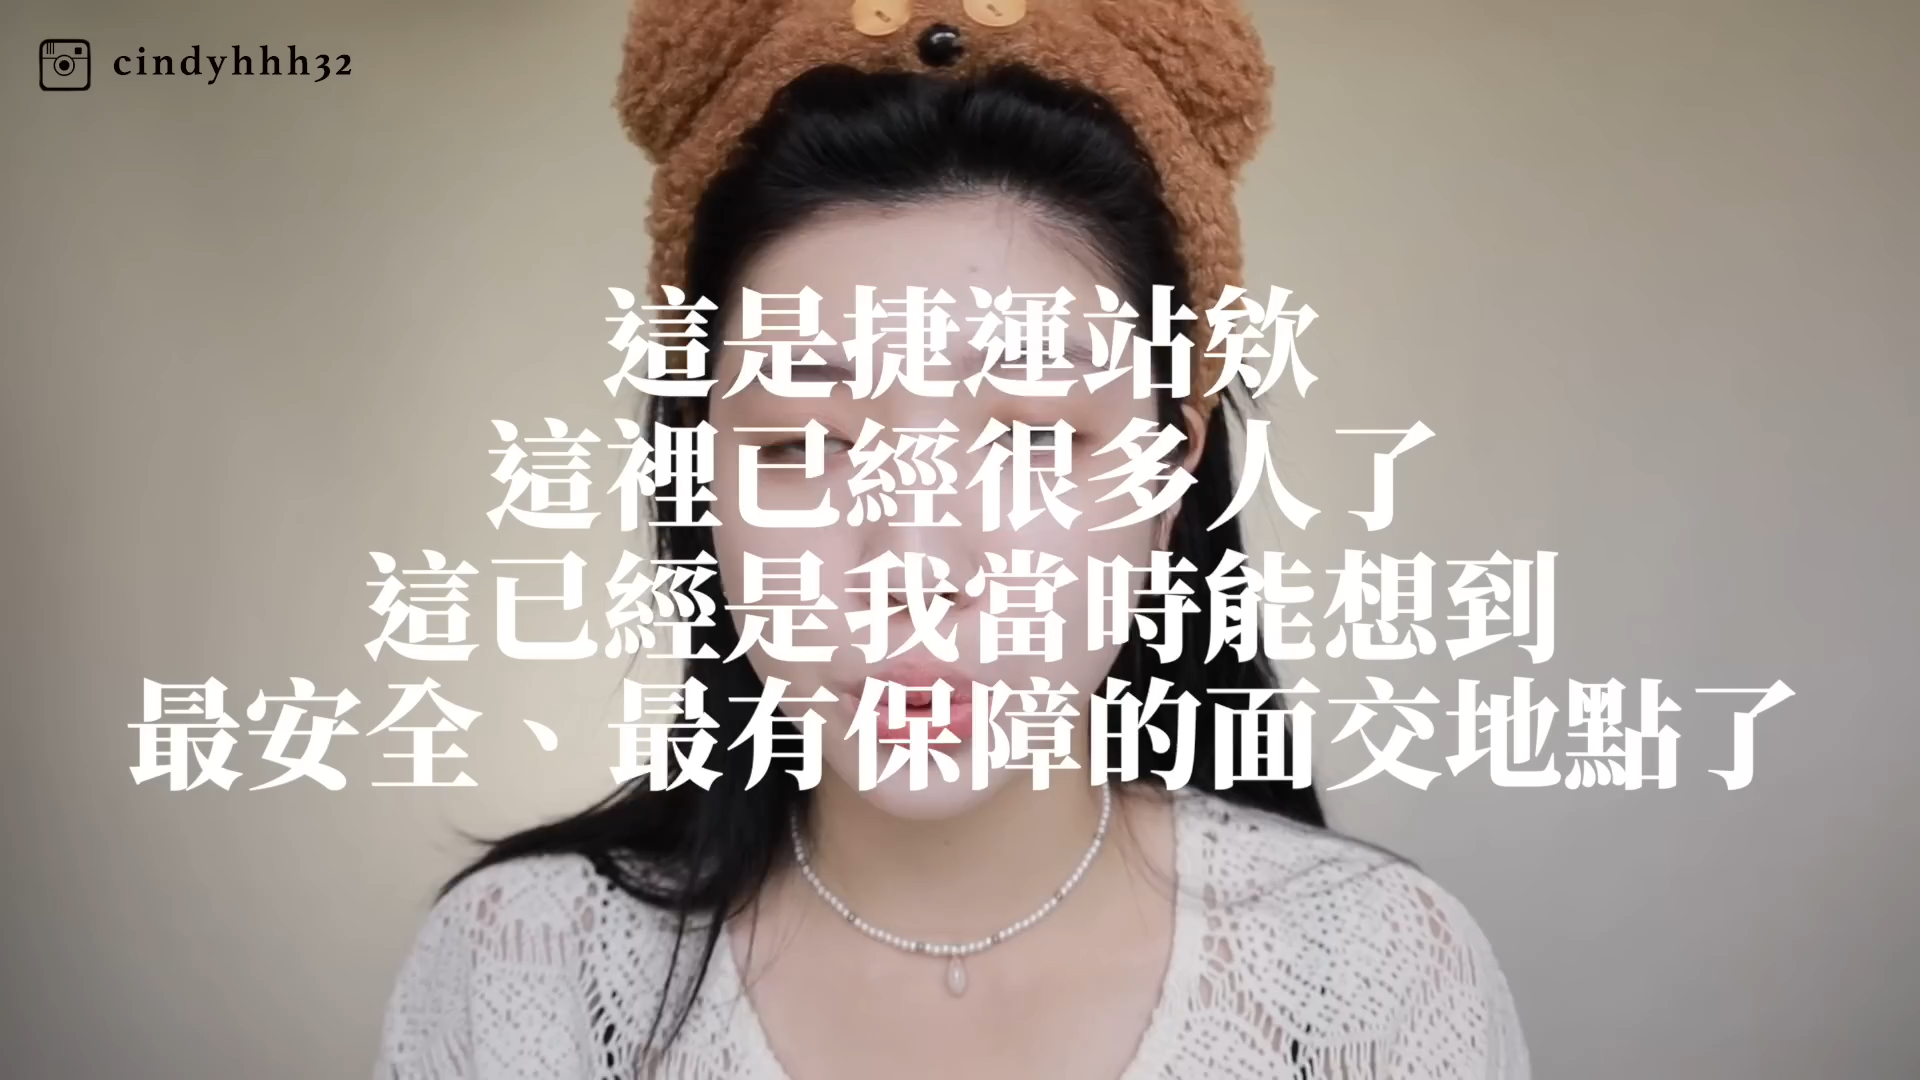 cindyhhh32
這是捷運站欸
這裡已經很多人了
這已經是我當時能想到
最安全、最有保障的面交地點了